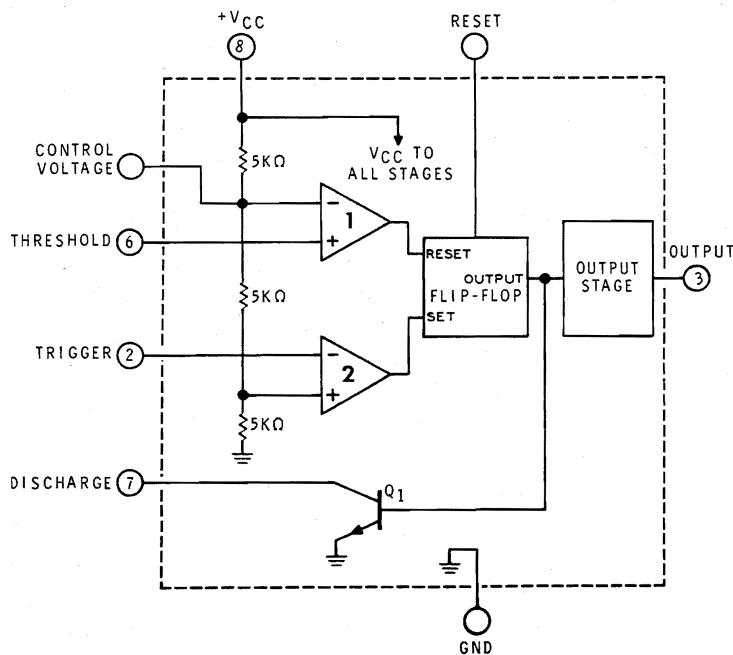 +VCC
8
RESET
CONTROL
VOLTAGE
5KΩ
VCC TO
ALL STAGES
THRESHOLD 6
-
1
+
RESET
OUTPUT
FLIP-FLOP
SET
OUTPUT
STAGE
OUTPUT
3
5KΩ
TRIGGER 2
-
2
+
5KΩ
DISCHARGE 7
Q1
GND